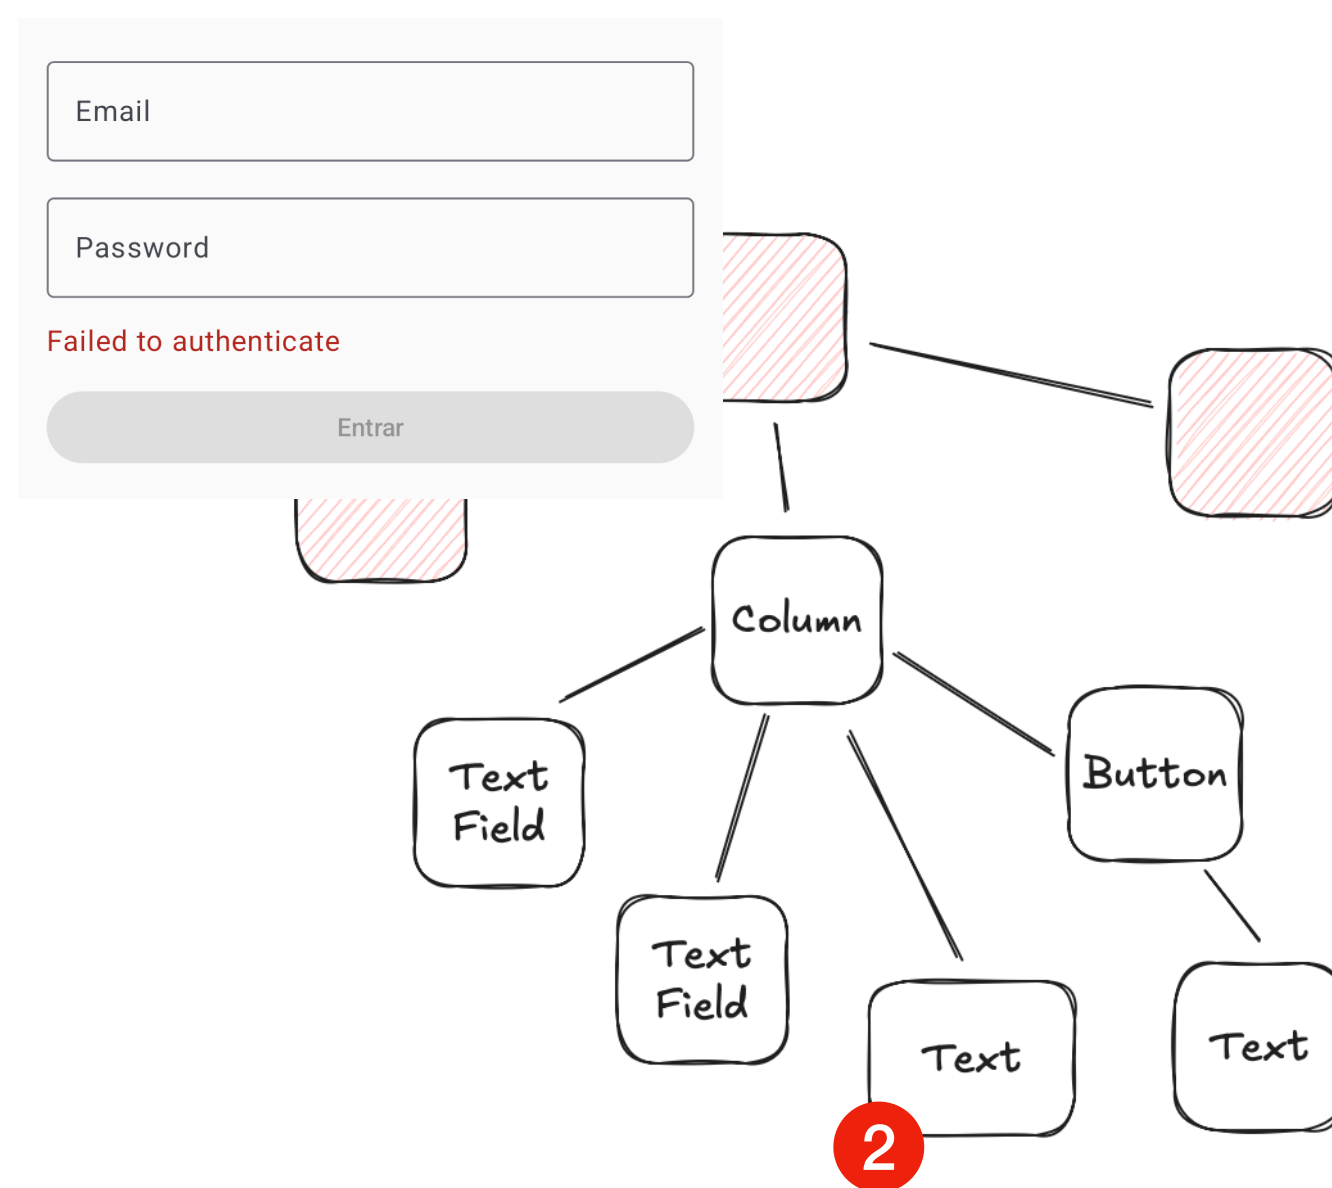 Email
Password
Failed to authenticate
Entrar
Column
Text
Field
Button
Text
Field
Text
Text
2